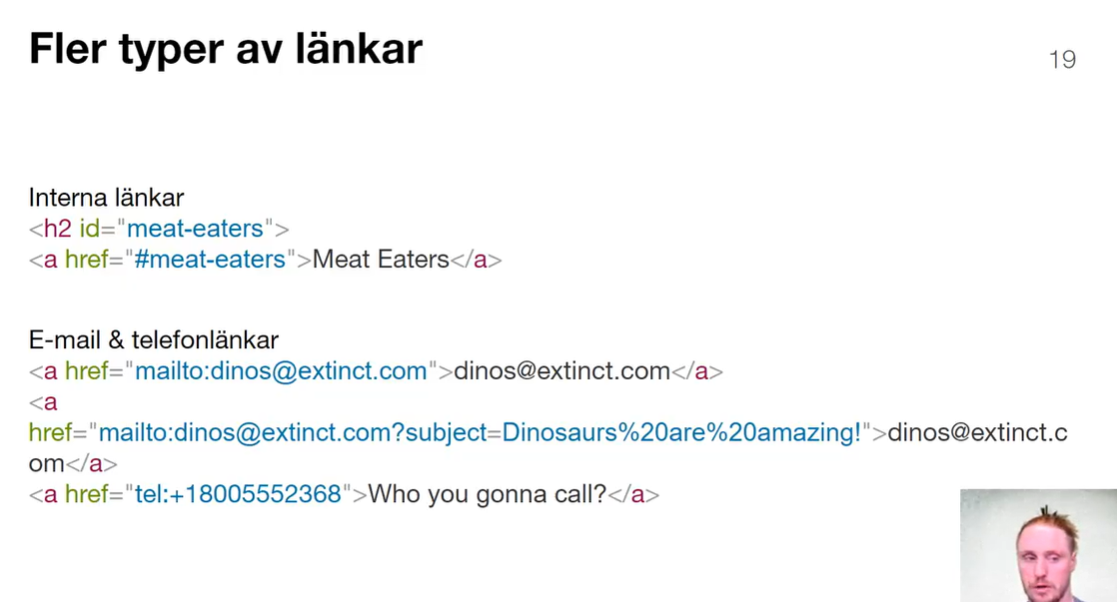 Fler typer av länkar
19
Interna länkar
<h2 id="meat-eaters">
<a href="#meat-eaters">Meat Eaters</a>
E-mail & telefonlänkar
<a href="mailto:dinos@extinct.com">dinos@extinct.com</a>
<a
href="mailto:dinos@extinct.com?subject=Dinosaurs%20are%20amazing!">dinos@extinct.c
om</a>
<a href="tel:+18005552368">Who you gonna call?</a>